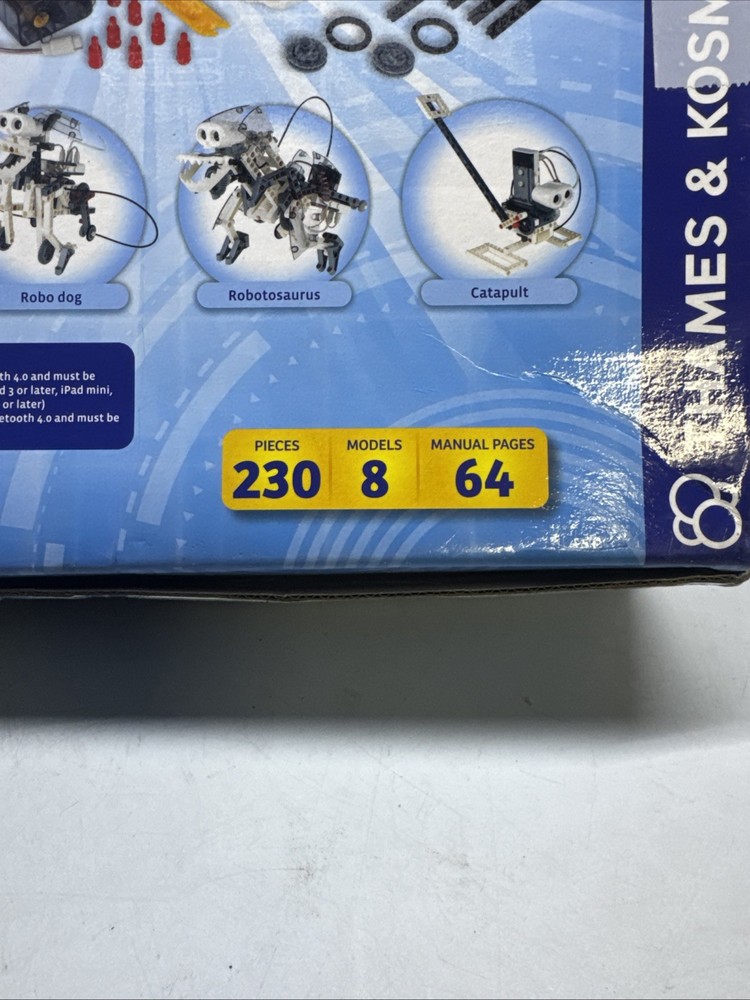 Robo dog
Robotosaurus
Catapult
th 4.0 and must be
d 3 or later, iPad mini,
or later)
etooth 4.0 and must be
PIECES MODELS MANUAL PAGES
230 8 64
THAMES & KOSM